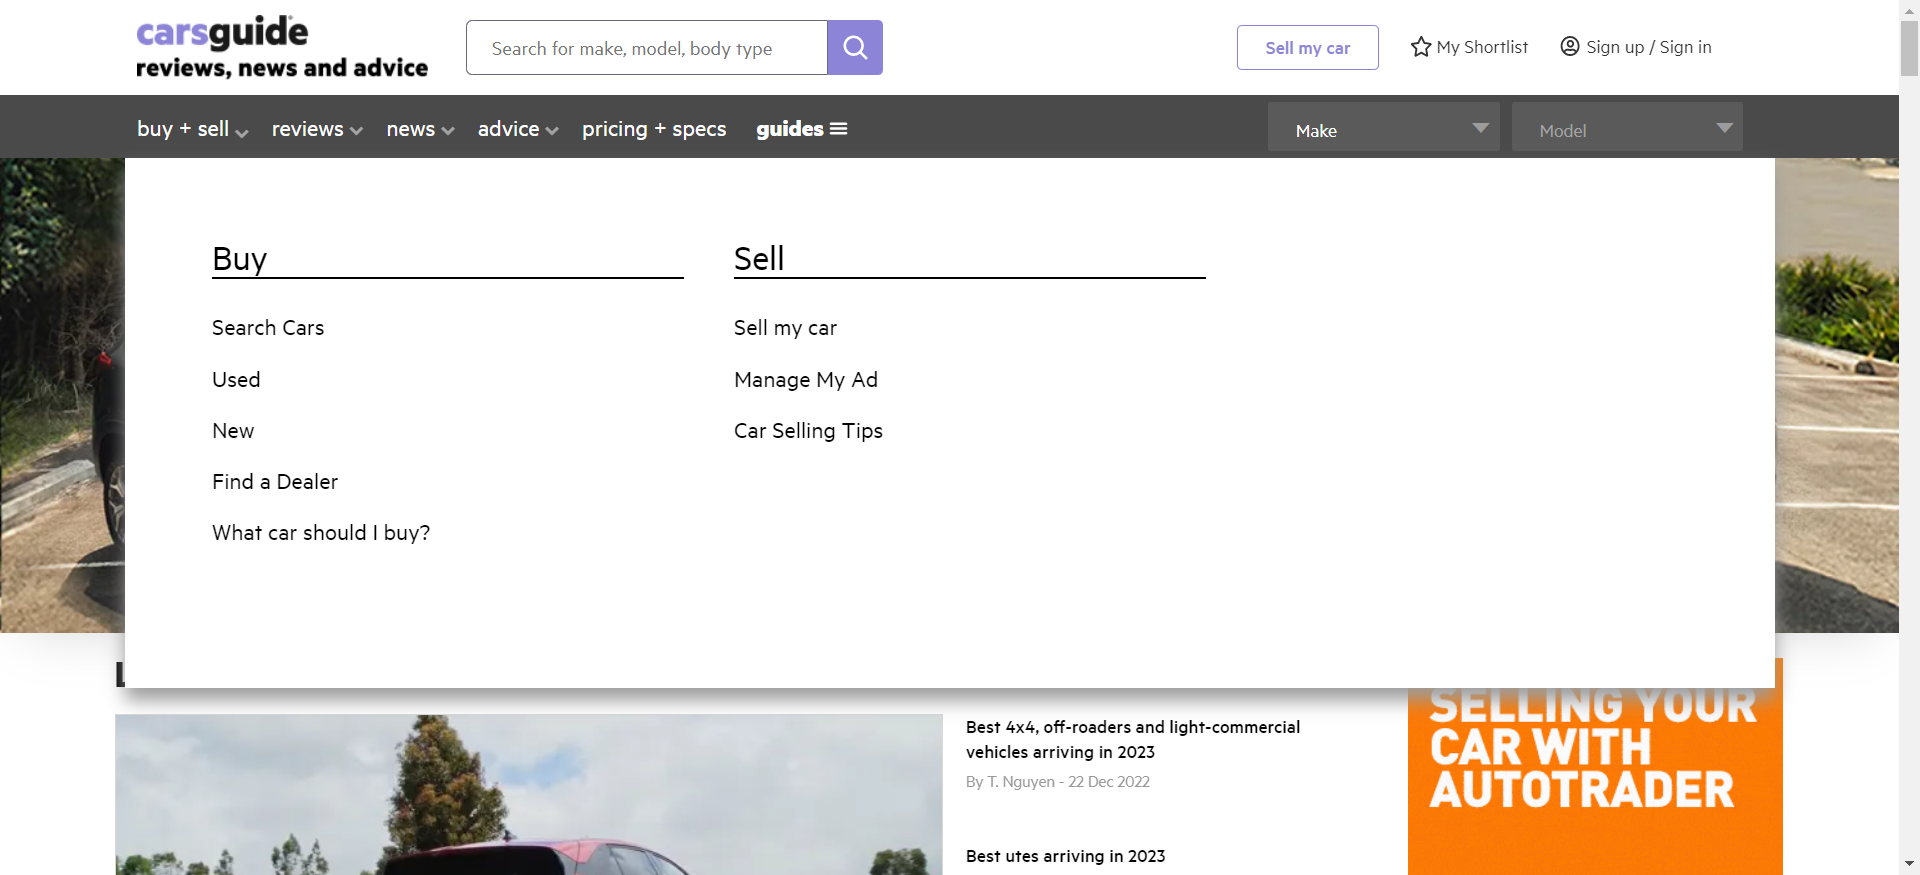 carsguide
reviews, news and advice
Search for make, model, body type
Sell my car
My Shortlist
Sign up / Sign in
buy + sell
reviews
news
advice
pricing + specs
guides
Make
Model
Buy
Search Cars
Used
New
Find a Dealer
What car should I buy?
Sell
Sell my car
Manage My Ad
Car Selling Tips
Best 4x4, off-roaders and light-commercial
vehicles arriving in 2023
By T. Nguyen - 22 Dec 2022
Best utes arriving in 2023
SELLING YOUR
CAR WITH
AUTOTRADER